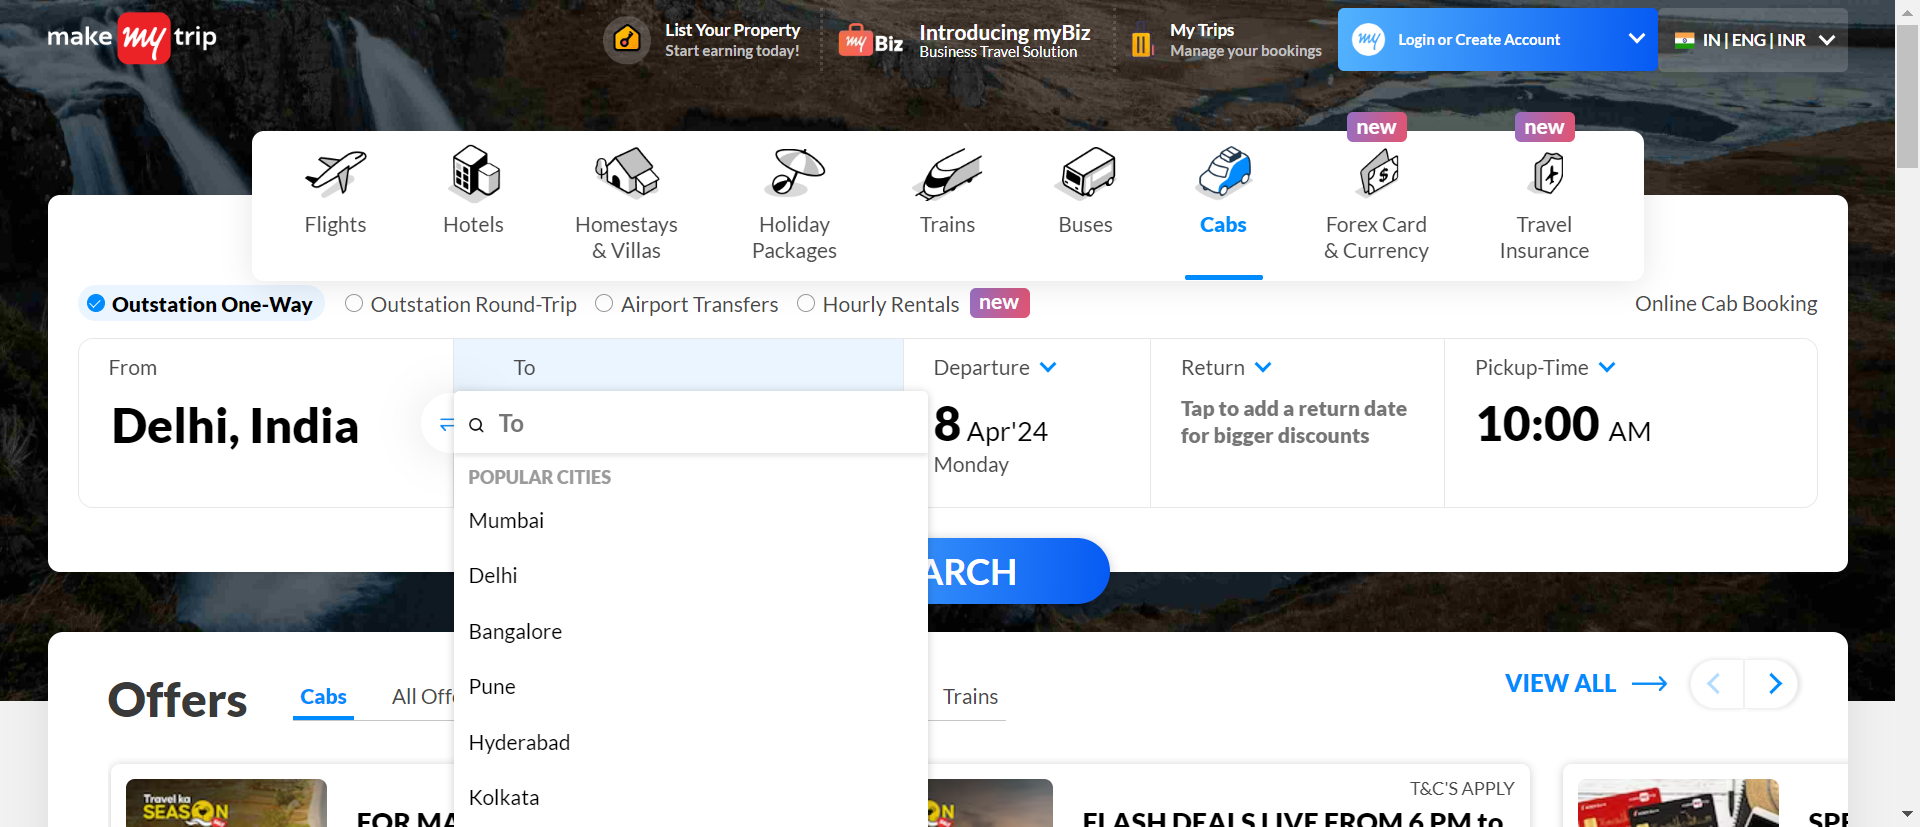 make my trip
List Your Property
Start earning today!
my Biz
Introducing myBiz
Business Travel Solution
My Trips
Manage your bookings
my
Login or Create Account
IN | ENG | INR
new
new
Flights
Hotels
Homestays
& Villas
Holiday
Packages
Trains
Buses
Cabs
Forex Card
& Currency
Travel
Insurance
Outstation One-Way
Outstation Round-Trip
Airport Transfers
Hourly Rentals
new
Online Cab Booking
From
Delhi, India
To
To
Departure
8 Apr'24
Monday
Return
Tap to add a return date
for bigger discounts
Pickup-Time
10:00 AM
POPULAR CITIES
Mumbai
Delhi
Bangalore
Pune
Hyderabad
Kolkata
ARCH
Offers
Cabs
All Off
Trains
VIEW ALL
Travel ka
SEASON
FOR MA
T&C'S APPLY
FLASH DEALS LIVE FROM 6 PM to
SPE